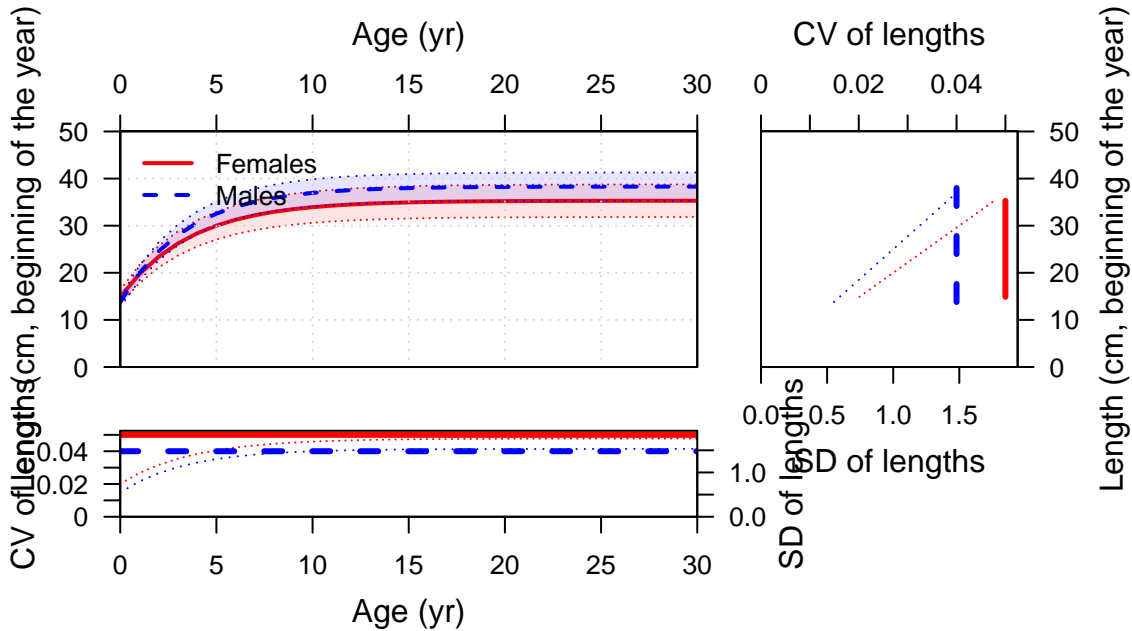 Age (yr)
CV of lengths
0 5 10 15 20 25 30
0 0.02 0.04
Length (cm, beginning of the year)
50
40
30
20
10
0
Females
Males
50
40
30
20
10
0
Length (cm, beginning of the year)
0.0 0.5 1.0 1.5
SD of lengths
CV of lengths
0.04
0.02
0
1.0
0.0
SD of lengths
0 5 10 15 20 25 30
Age (yr)